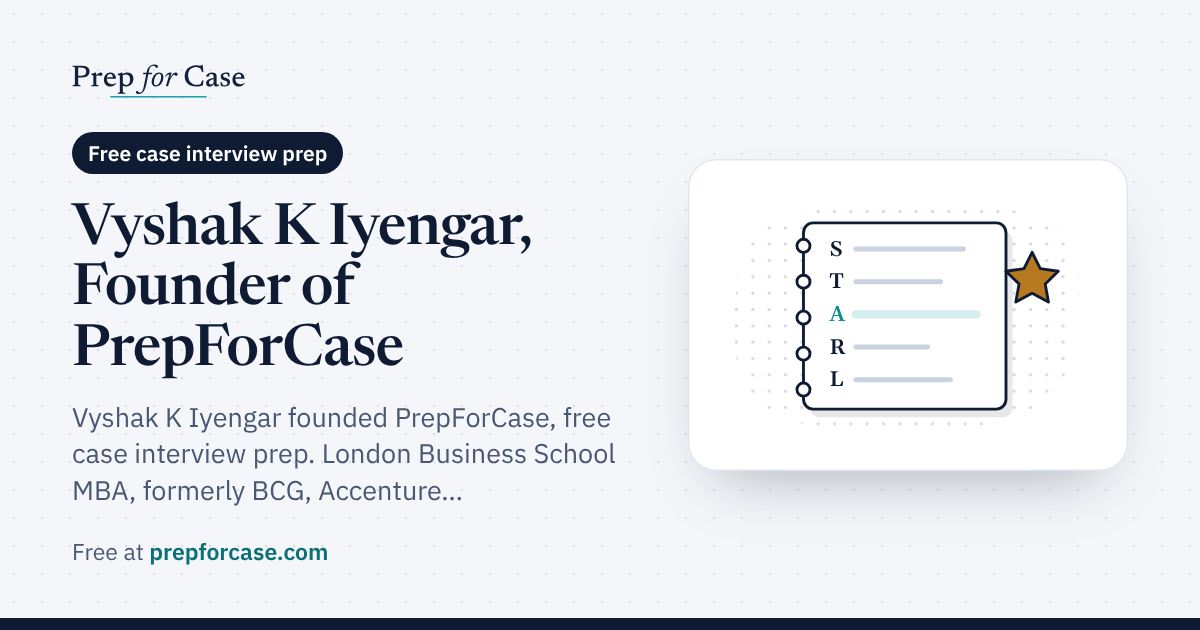 Prep for Case
Free case interview prep
Vyshak K Iyengar,
Founder of
PrepForCase
Vyshak K Iyengar founded PrepForCase, free
case interview prep. London Business School
MBA, formerly BCG, Accenture...
Free at prepforcase.com
S
T
A
R
L